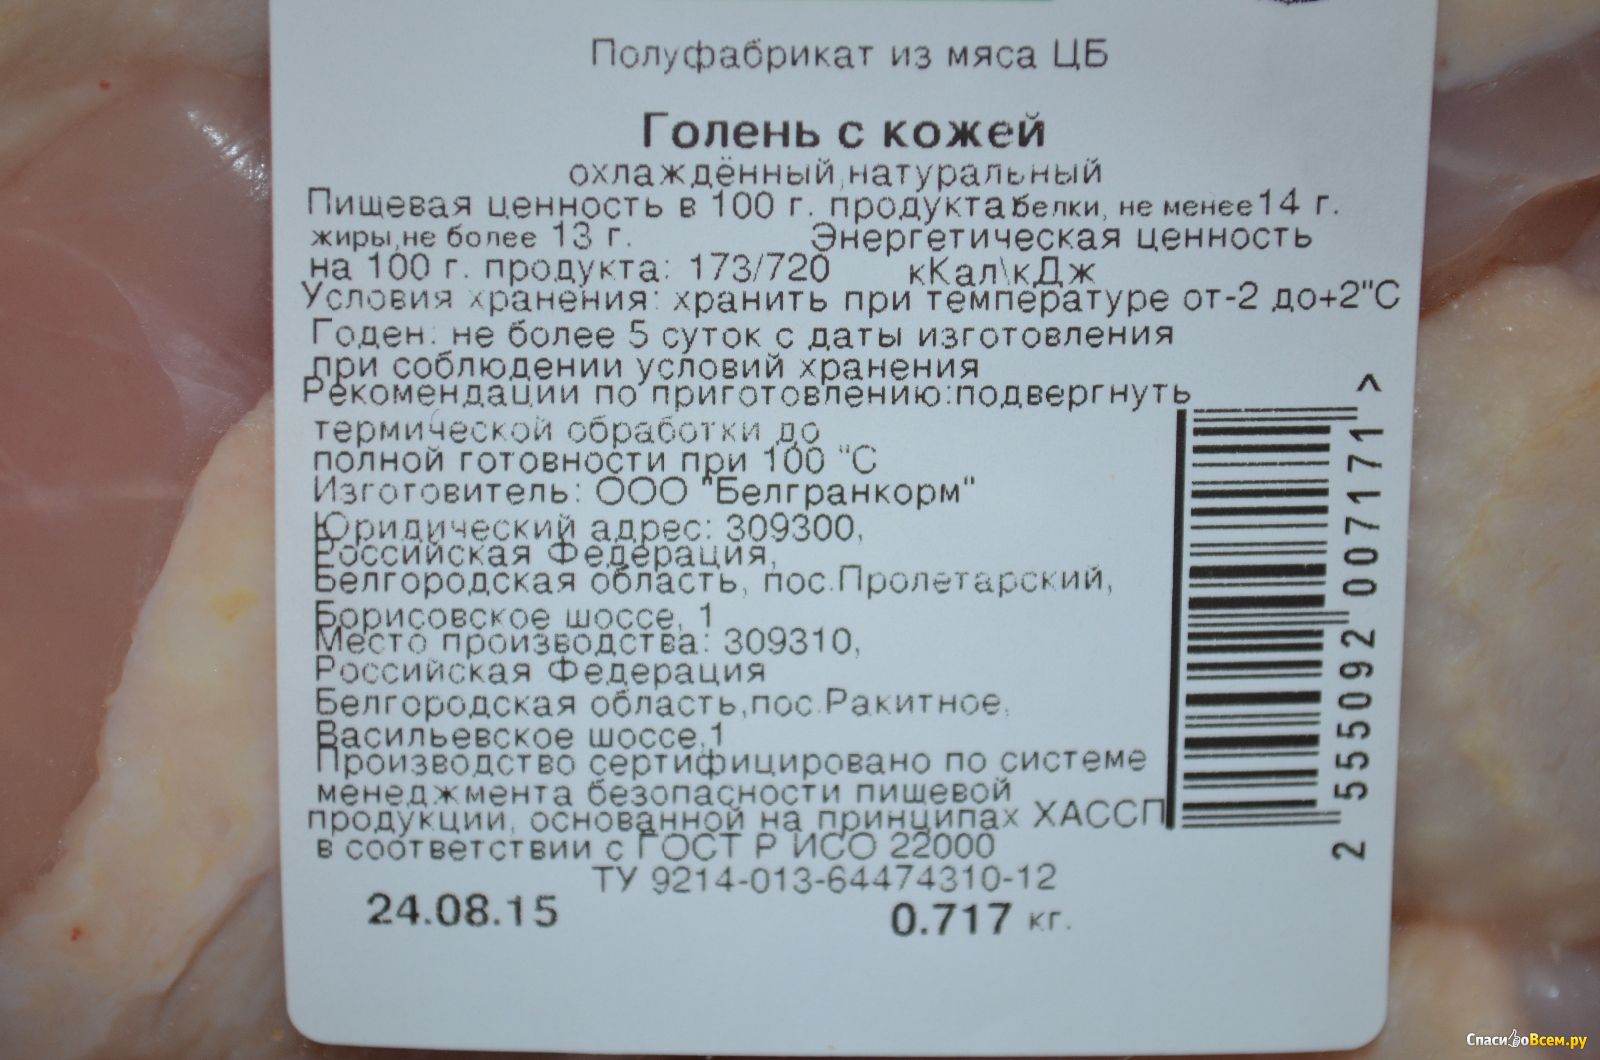 Полуфабрикат из мяса ЦБ
Голень с кожей
охлаждённый,натуральный
Пищевая ценность в 100 г. продукта:белки, не менее14 г.
жиры,не более 13 г. Энергетическая ценность
на 100 г. продукта: 173/720 кКал\кДж
Условия хранения: хранить при температуре от-2 до+2"С
Годен: не более 5 суток с даты изготовления
при соблюдении условий хранения
Рекомендации по приготовлению:подвергнуть
термической обработки до
полной готовности при 100 "С
Изготовитель: ООО "Белгранкорм"
Юридический адрес: 309300,
Российская Федерация,
Белгородская область, пос.Пролетарский,
Борисовское шоссе, 1
Место производства: 309310,
Российская Федерация
Белгородская область,пос.Ракитное,
Васильевское шоссе,1
Производство сертифицировано по системе
менеджмента безопасности пищевой
продукции, основанной на принципах ХАССП
в соответствии с ГОСТ Р ИСО 22000
ТУ 9214-013-64474310-12
24.08.15 0.717 кг.
2 555092 007171 >
СпасибоВсем.ру